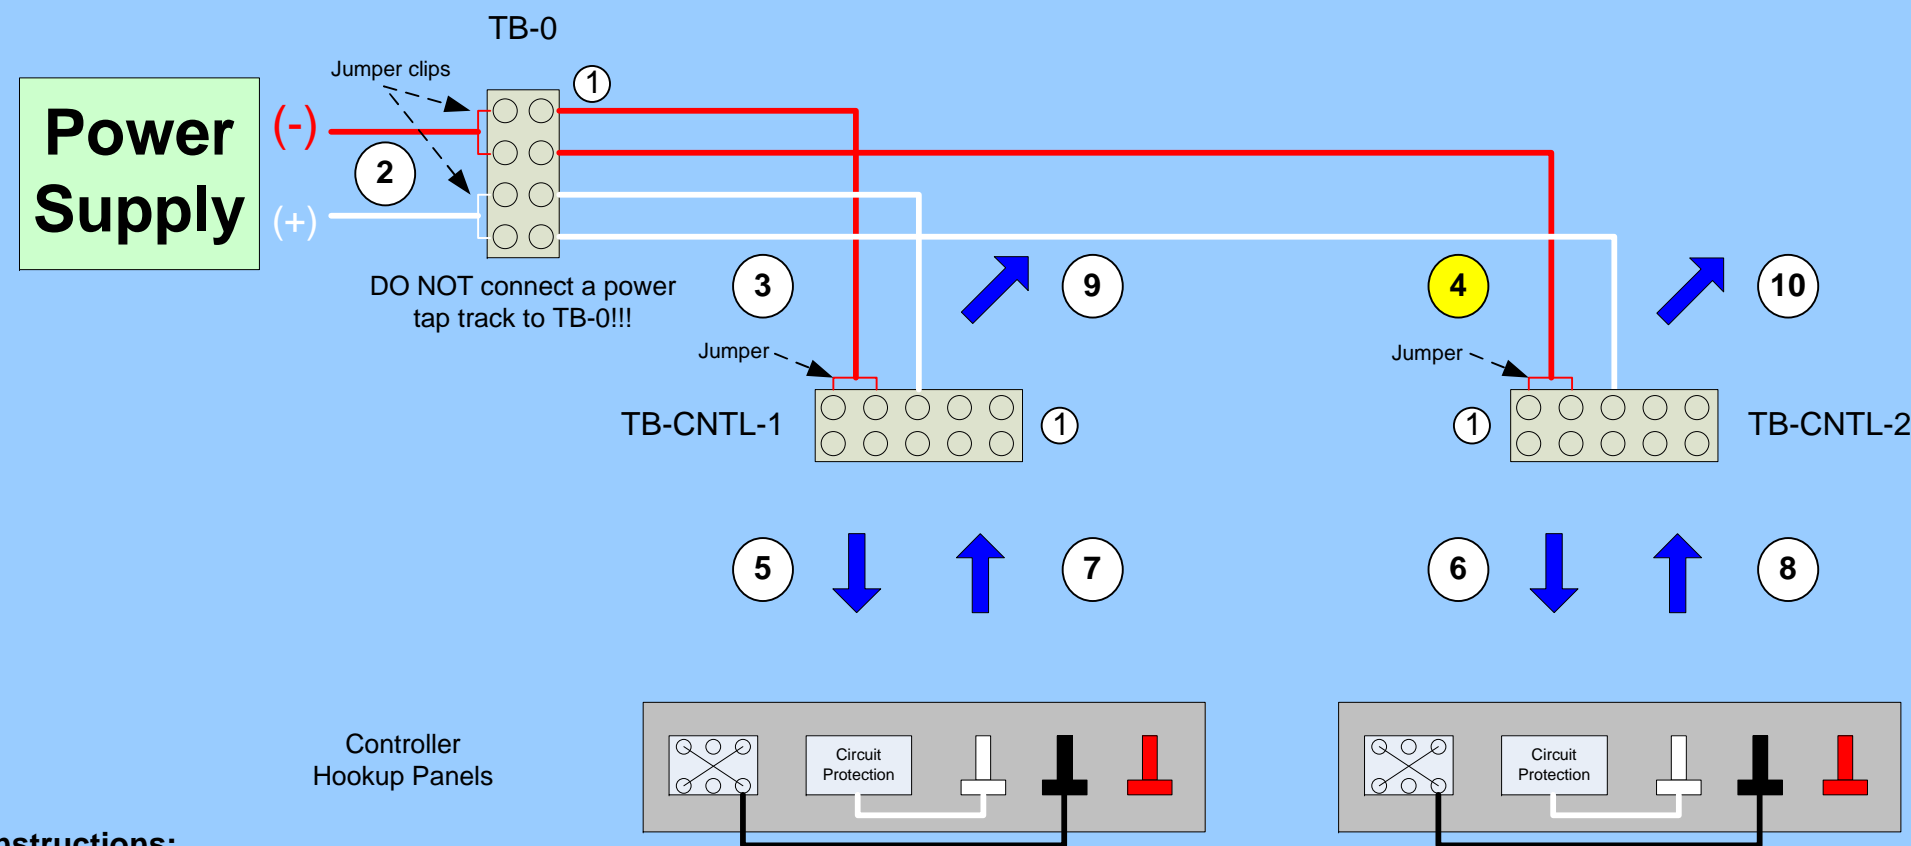 TB-0
Jumper clips
1
Power
Supply
(-)
2
(+)
DO NOT connect a power
tap track to TB-0!!!
3
9
4
10
Jumper
Jumper
TB-CNTL-1
1
1
TB-CNTL-2
5
7
6
8
Controller
Hookup Panels
Circuit
Protection
Circuit
Protection
nstructions: